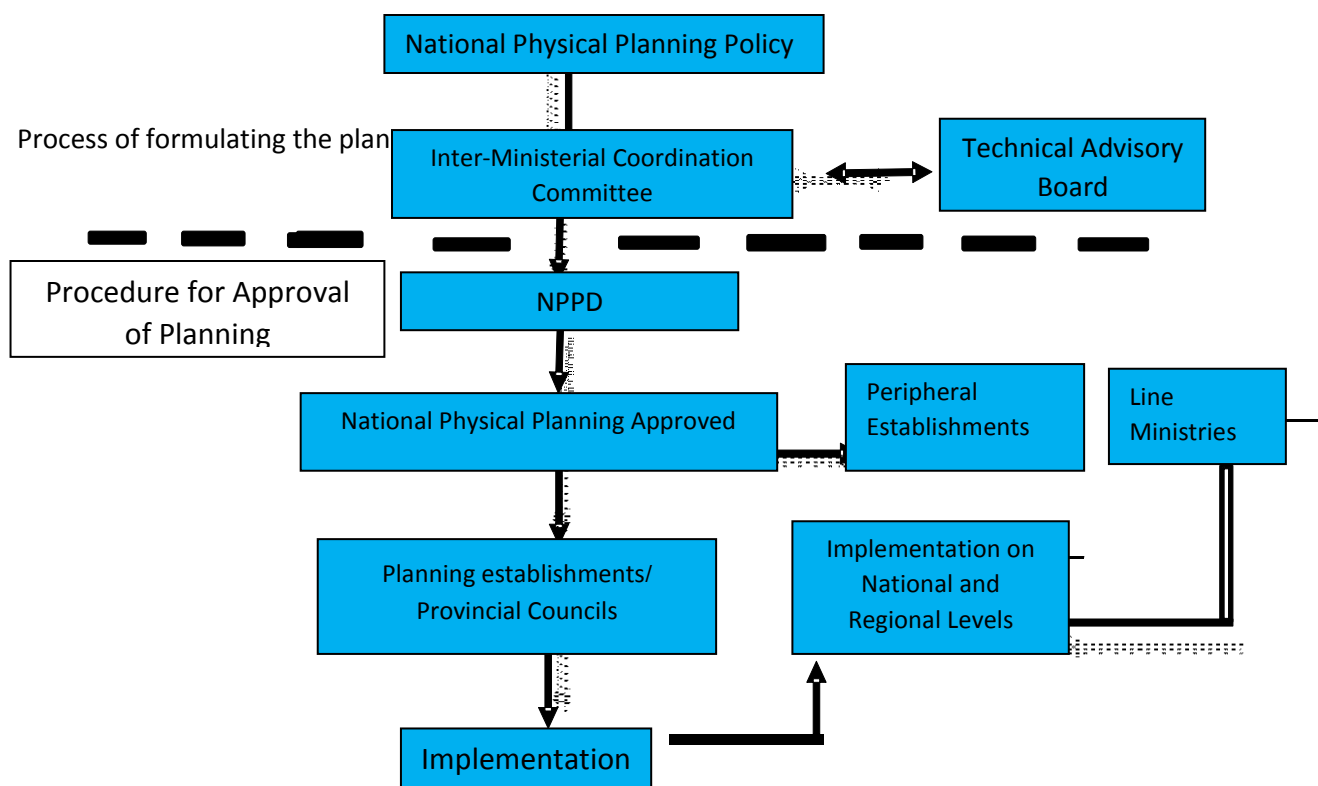 National Physical Planning Policy
Process of formulating the plan
Inter-Ministerial Coordination
Committee
Technical Advisory
Board
Procedure for Approval
of Planning
NPPD
National Physical Planning Approved
Peripheral
Establishments
Line
Ministries
Planning establishments/
Provincial Councils
Implementation on
National and
Regional Levels
Implementation